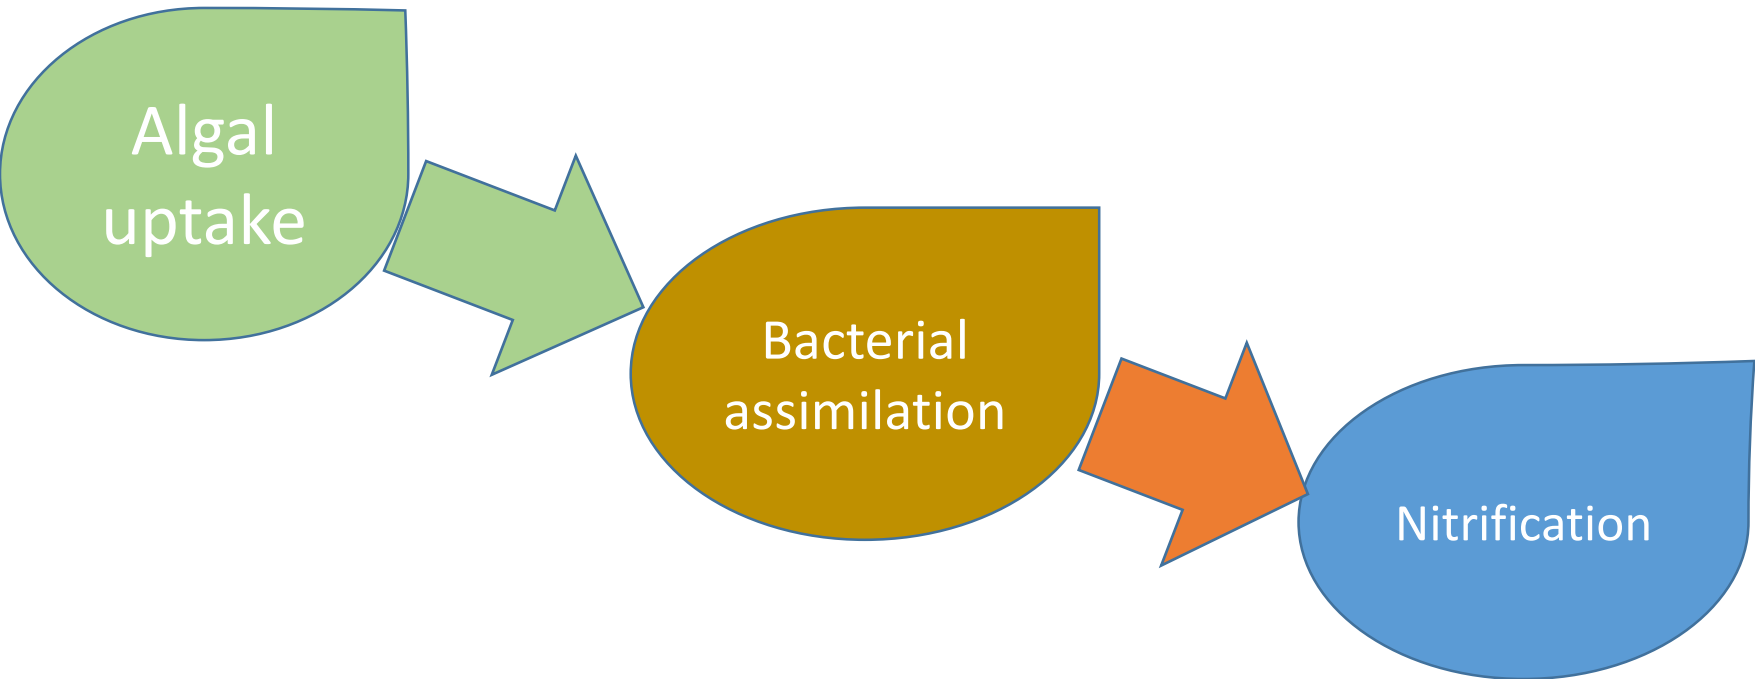 Algal
uptake
Bacterial
assimilation
Nitrification